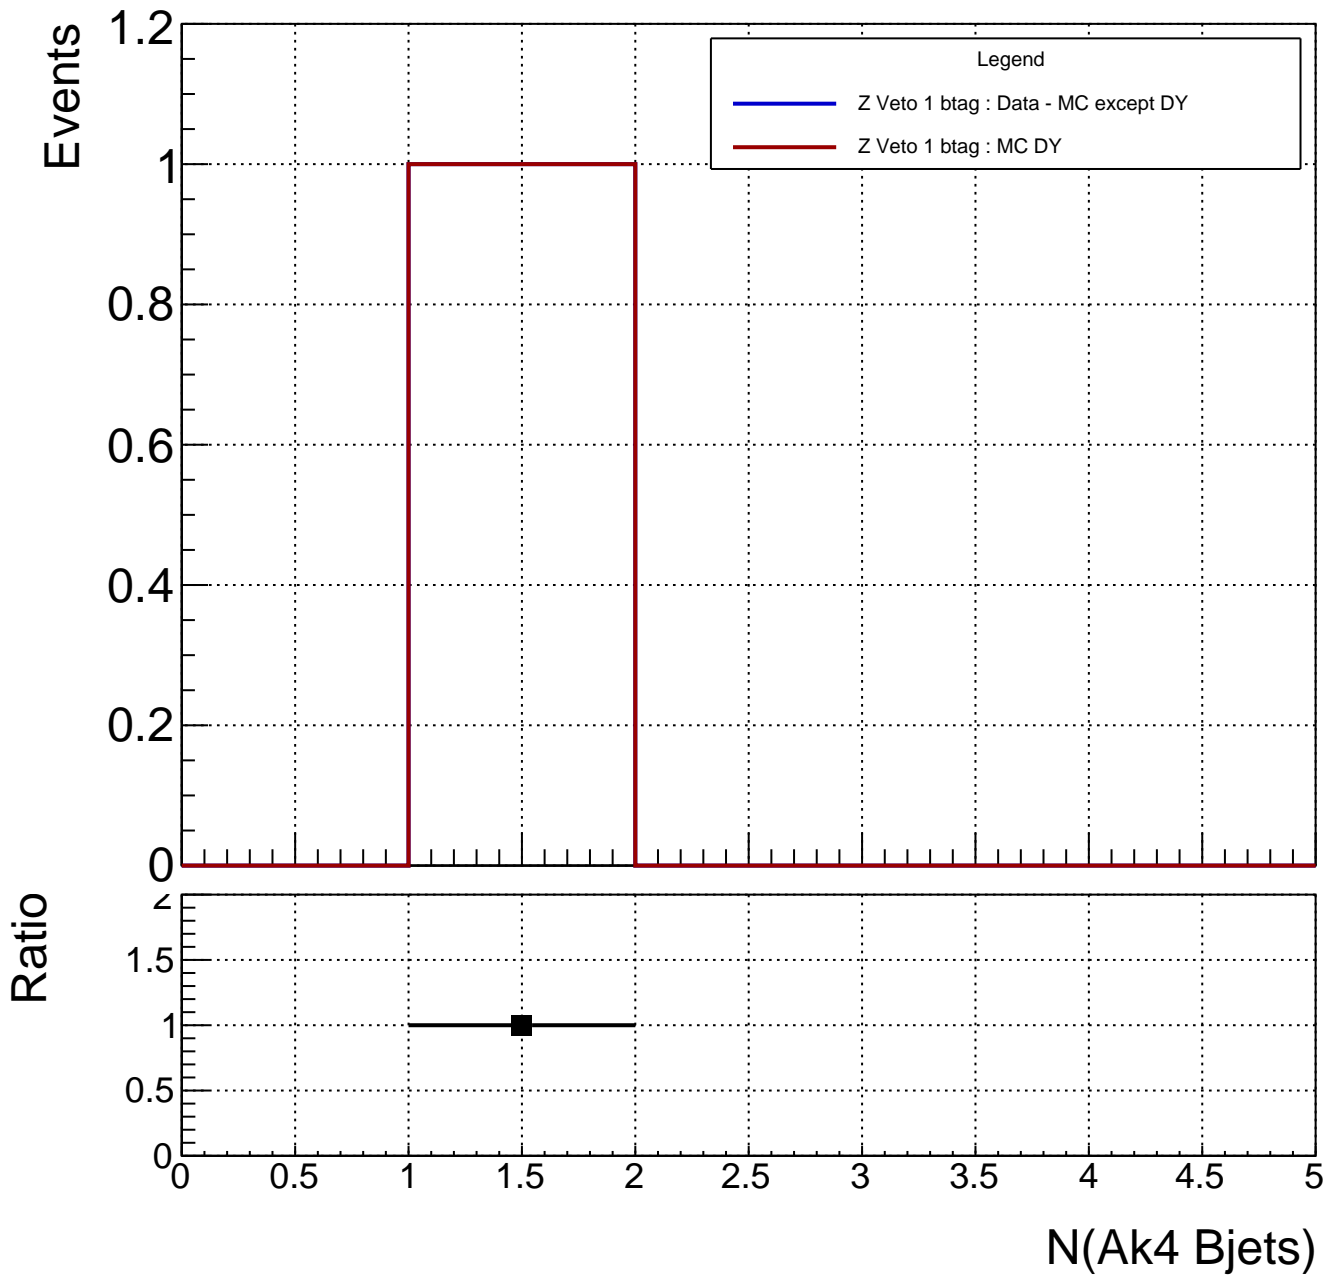 Events
1.2
1
0.8
0.6
0.4
0.2
0
Legend
Z Veto 1 btag : Data - MC except DY
Z Veto 1 btag : MC DY
Ratio
2
1.5
1
0.5
0
0 0.5 1 1.5 2 2.5 3 3.5 4 4.5 5
N(Ak4 Bjets)